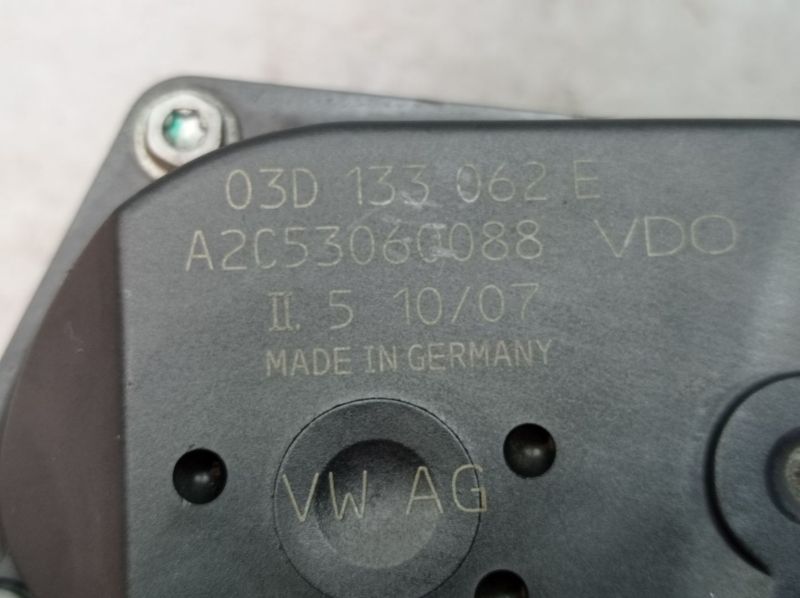 03D 133 062 E
A2C53060088 VDO
II. 5 10/07
MADE IN GERMANY
VW AG